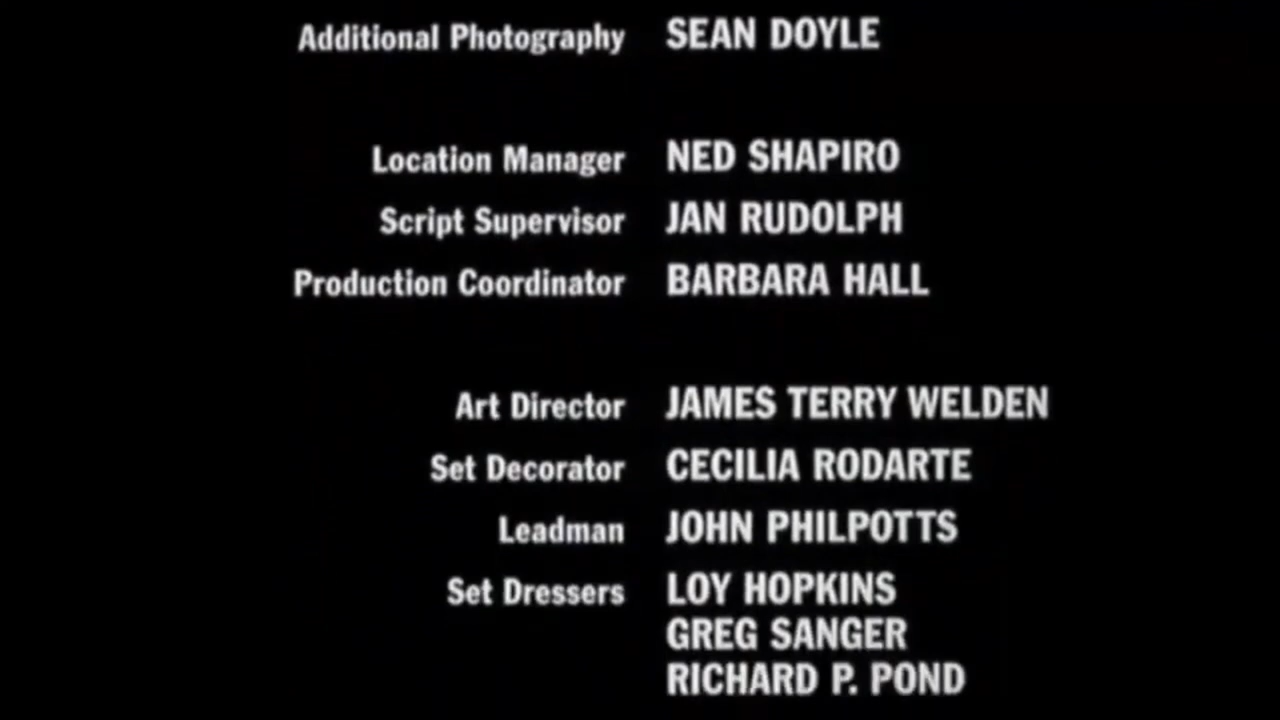 Additional Photography SEAN DOYLE
Location Manager NED SHAPIRO
Script Supervisor JAN RUDOLPH
Production Coordinator BARBARA HALL
Art Director JAMES TERRY WELDEN
Set Decorator CECILIA RODARTE
Leadman JOHN PHILPOTTS
Set Dressers LOY HOPKINS
GREG SANGER
RICHARD P. POND